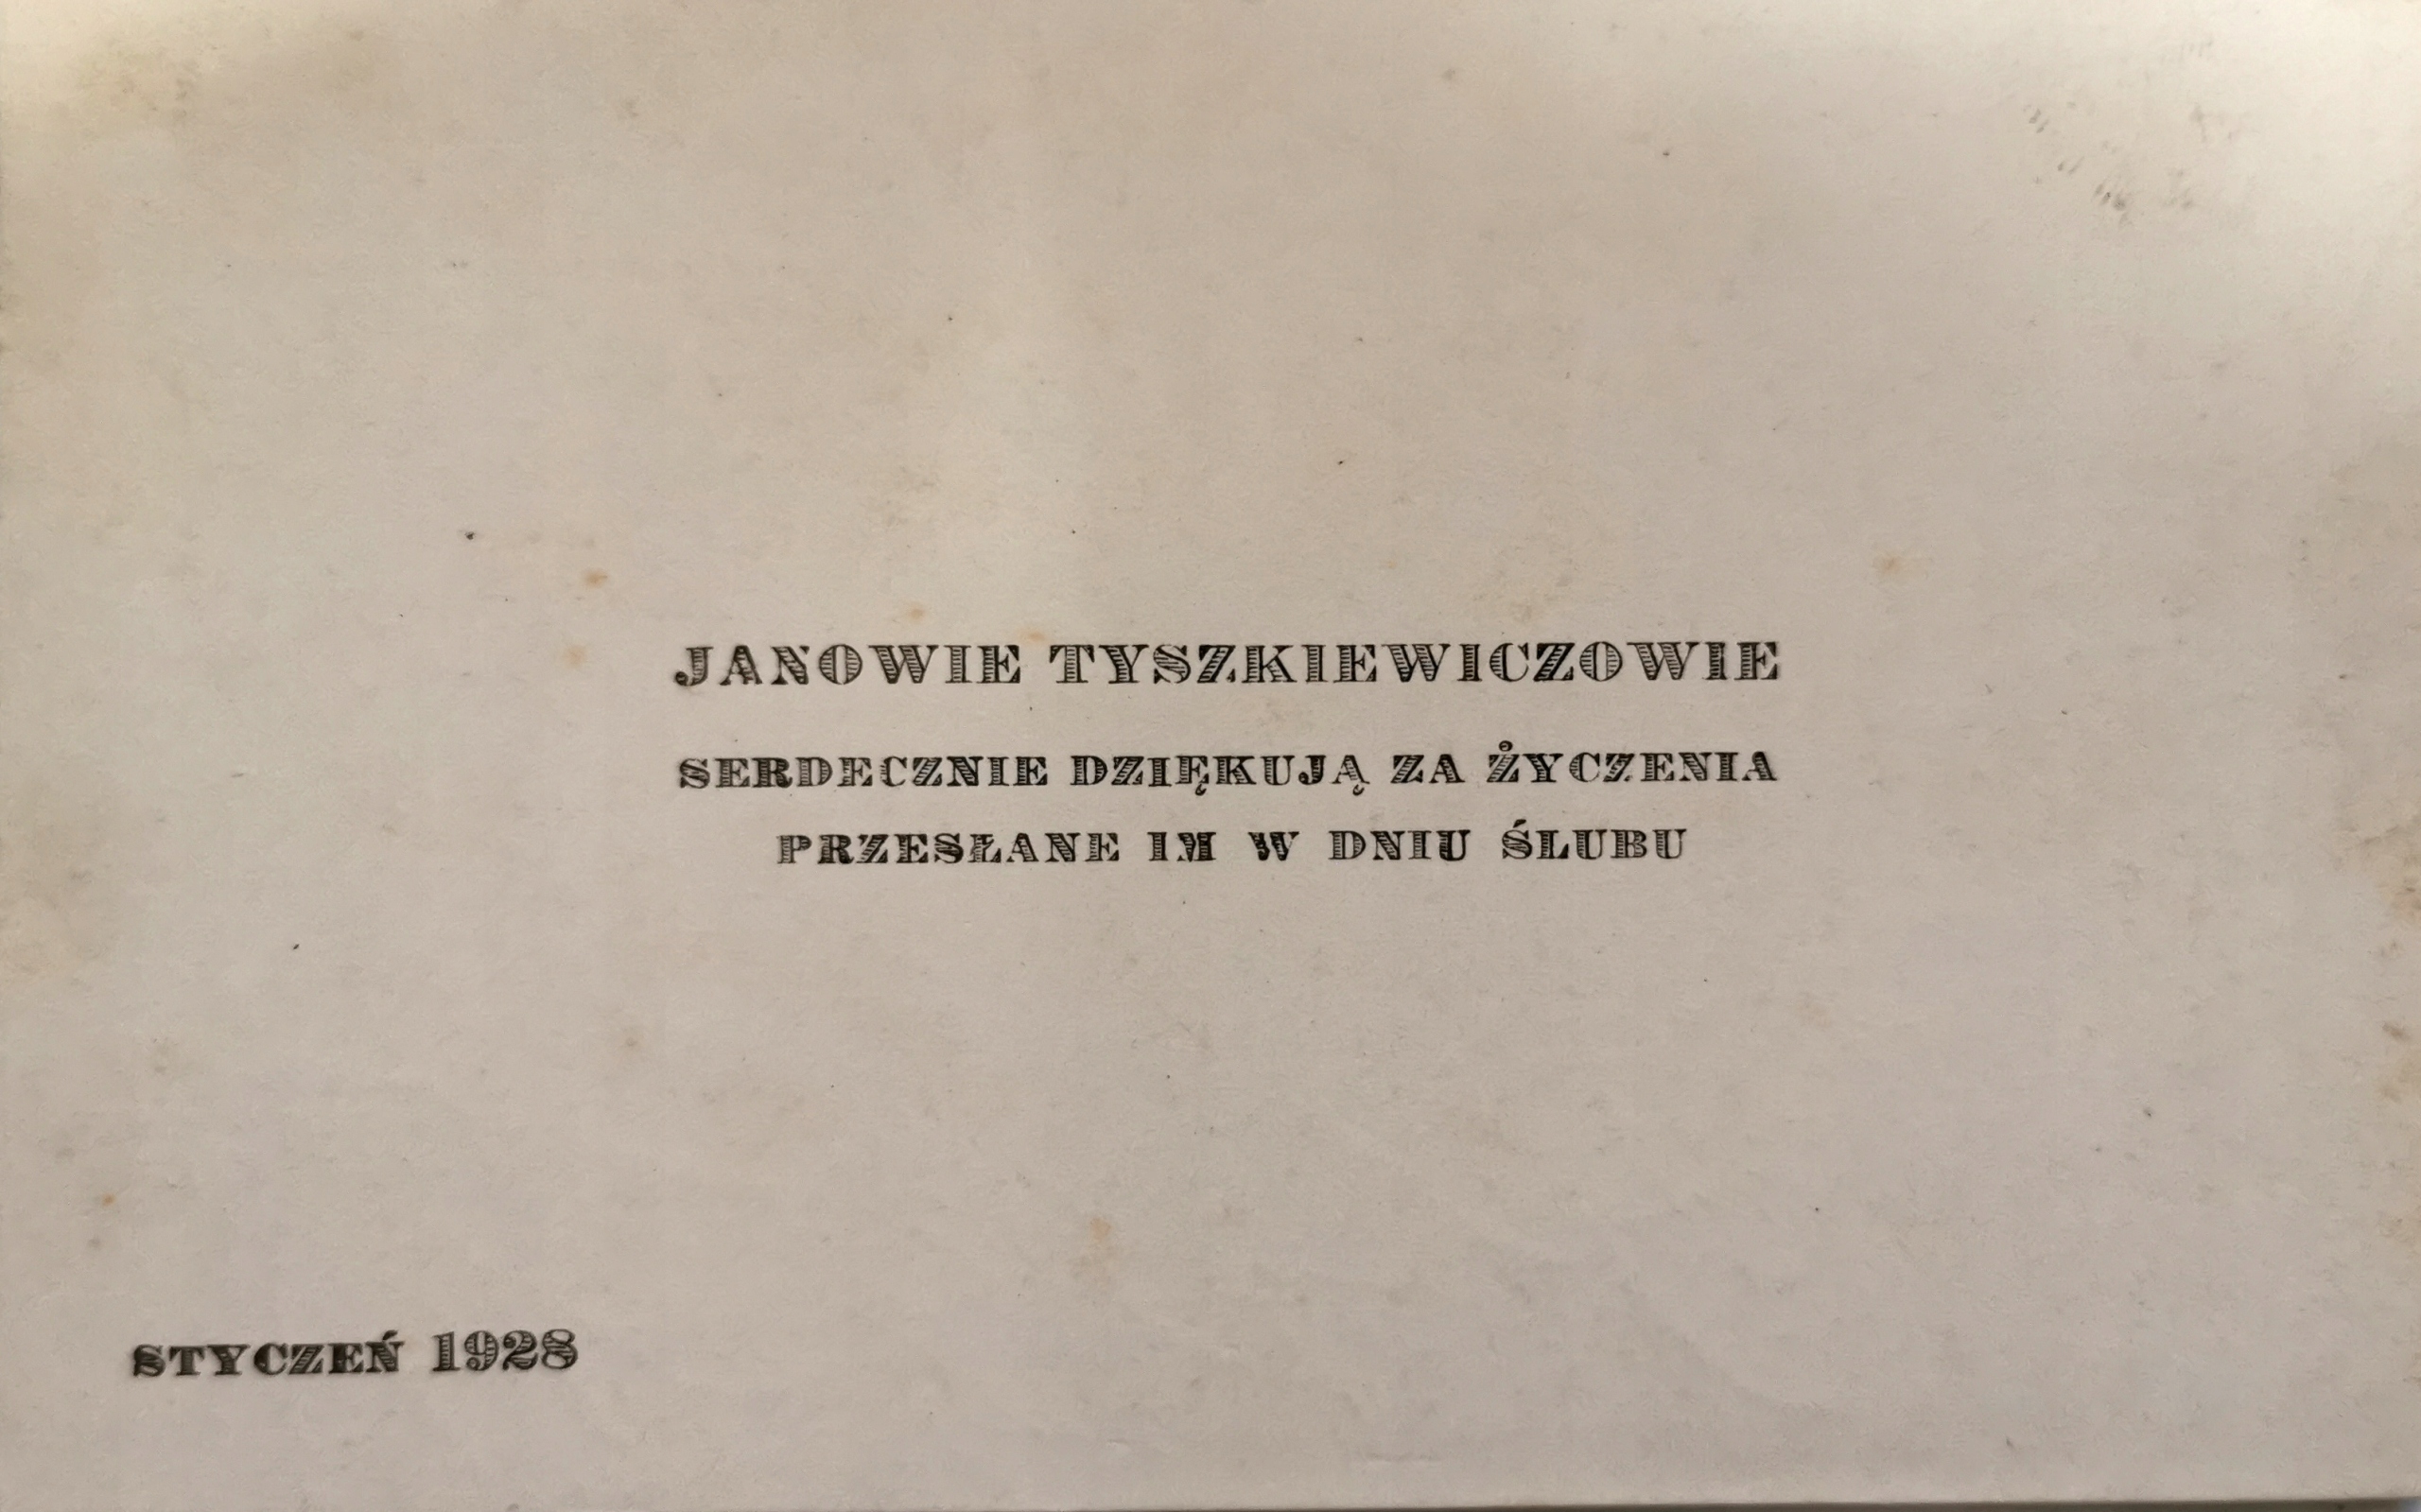 JANOWIE TYSZKIEWICZOWIE
SERDECZNIE DZIĘKUJĄ ZA ŻYCZENIA
PRZESŁANE IM W DNIU ŚLUBU
STYCZEŃ 1928